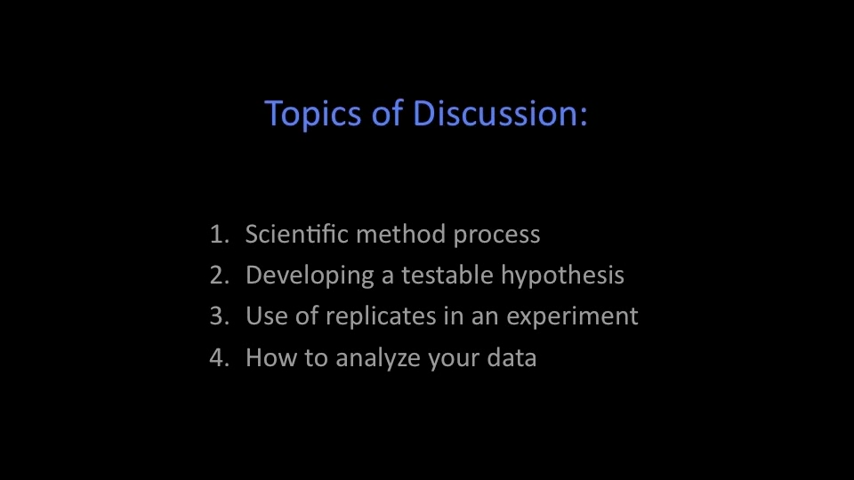 Topics of Discussion:
1. Scientific method process
2. Developing a testable hypothesis
3. Use of replicates in an experiment
4. How to analyze your data